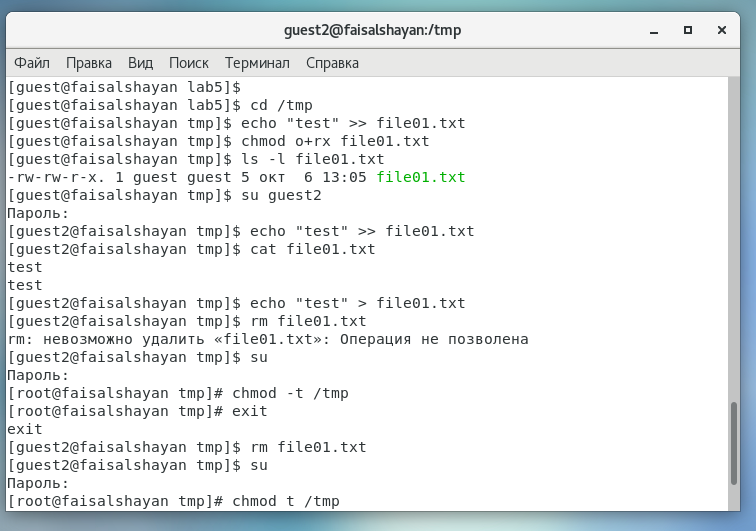 guest2@faisalshayan:/tmp
Файл Правка Вид Поиск Терминал Справка
[guest@faisalshayan lab5]$
[guest@faisalshayan lab5]$ cd /tmp
[guest@faisalshayan tmp]$ echo "test" >> file01.txt
[guest@faisalshayan tmp]$ chmod o+rx file01.txt
[guest@faisalshayan tmp]$ ls -l file01.txt
-rw-rw-r-x. 1 guest guest 5 окт  6 13:05 file01.txt
[guest@faisalshayan tmp]$ su guest2
Пароль:
[guest2@faisalshayan tmp]$ echo "test" >> file01.txt
[guest2@faisalshayan tmp]$ cat file01.txt
test
test
[guest2@faisalshayan tmp]$ echo "test" > file01.txt
[guest2@faisalshayan tmp]$ rm file01.txt
rm: невозможно удалить «file01.txt»: Операция не позволена
[guest2@faisalshayan tmp]$ su
Пароль:
[root@faisalshayan tmp]# chmod -t /tmp
[root@faisalshayan tmp]# exit
exit
[guest2@faisalshayan tmp]$ rm file01.txt
[guest2@faisalshayan tmp]$ su
Пароль:
[root@faisalshayan tmp]# chmod t /tmp